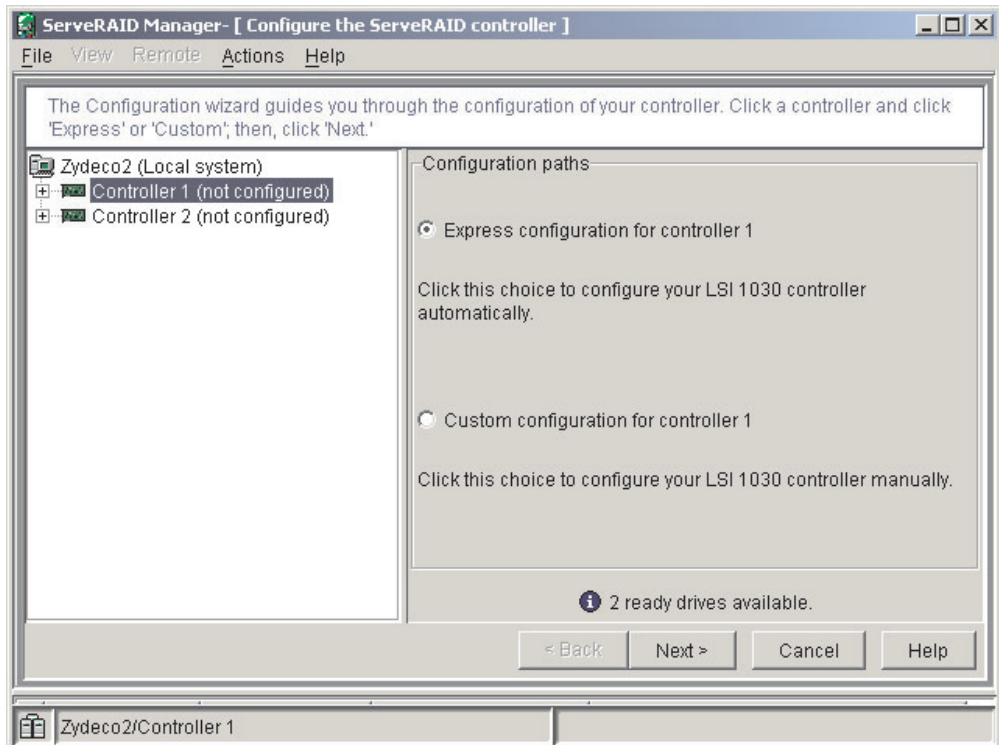 ServeRAID Manager- [ Configure the ServeRAID controller ]
File View Remote Actions Help
The Configuration wizard guides you through the configuration of your controller. Click a controller and click
'Express' or 'Custom'; then, click 'Next.'
Zydeco2 (Local system)
Controller 1 (not configured)
Controller 2 (not configured)
Configuration paths
Express configuration for controller 1
Click this choice to configure your LSI 1030 controller
automatically.
Custom configuration for controller 1
Click this choice to configure your LSI 1030 controller manually.
2 ready drives available.
< Back Next > Cancel Help
Zydeco2/Controller 1